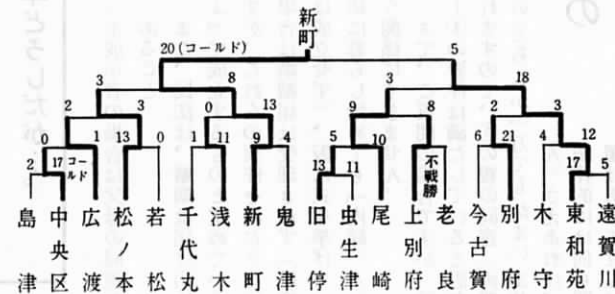 新町
20(コールド) 5
3 8 3 18
2 3 0 13 9 8 2 3
0 1 13 0 1 11 9 4 5 10 不戦勝 6 21 4 12
2 17 コールド 13 11 17 5
島津
中央区
広渡
松ノ本
若松
千代丸
浅木
新町
鬼津
旧停
虫生津
尾崎
上別府
老良
今古賀
別府
木守
東和苑
遠賀川
の